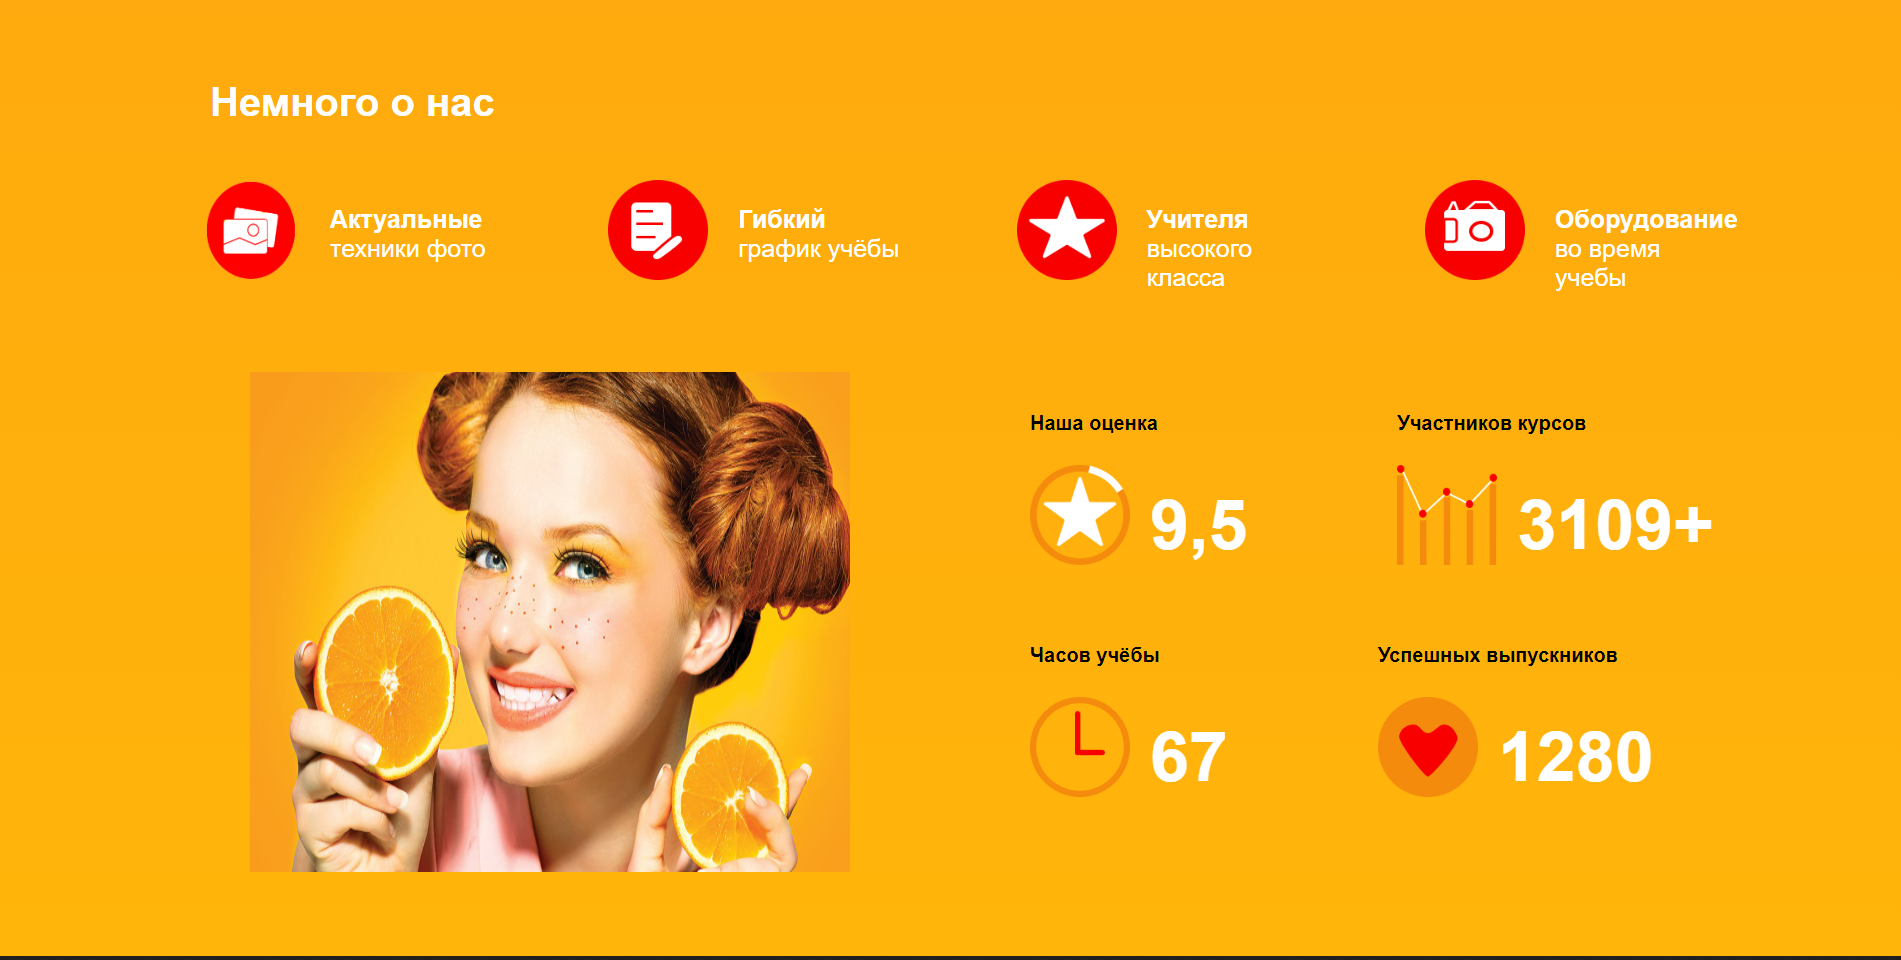 Немного о нас
Актуальные
техники фото
Гибкий
график учёбы
Учителя
высокого
класса
Оборудование
во время
учебы
Наша оценка
9,5
Участников курсов
3109+
Часов учёбы
67
Успешных выпускников
1280